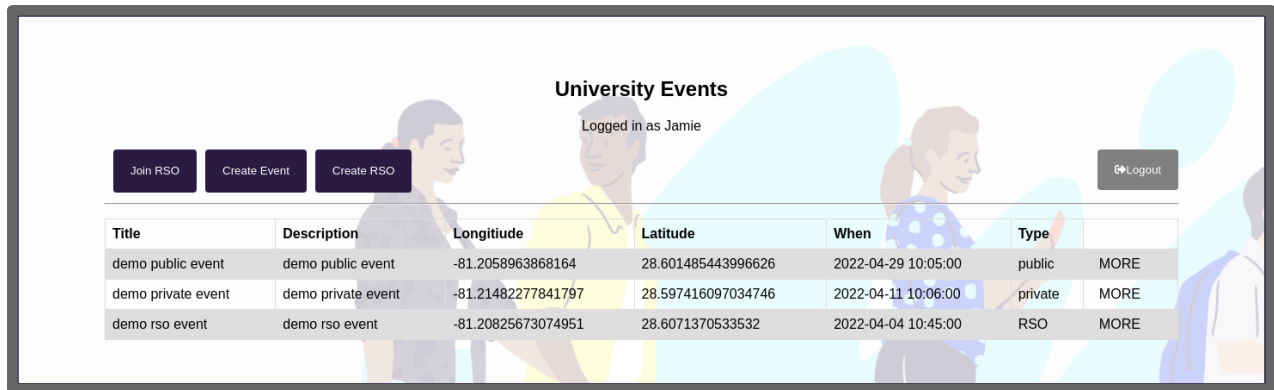 University Events
Logged in as Jamie
Join RSO Create Event Create RSO Logout
Title Description Longitiude Latitude When Type
demo public event demo public event -81.2058963868164 28.601485443996626 2022-04-29 10:05:00 public MORE
demo private event demo private event -81.21482277841797 28.597416097034746 2022-04-11 10:06:00 private MORE
demo rso event demo rso event -81.20825673074951 28.6071370533532 2022-04-04 10:45:00 RSO MORE